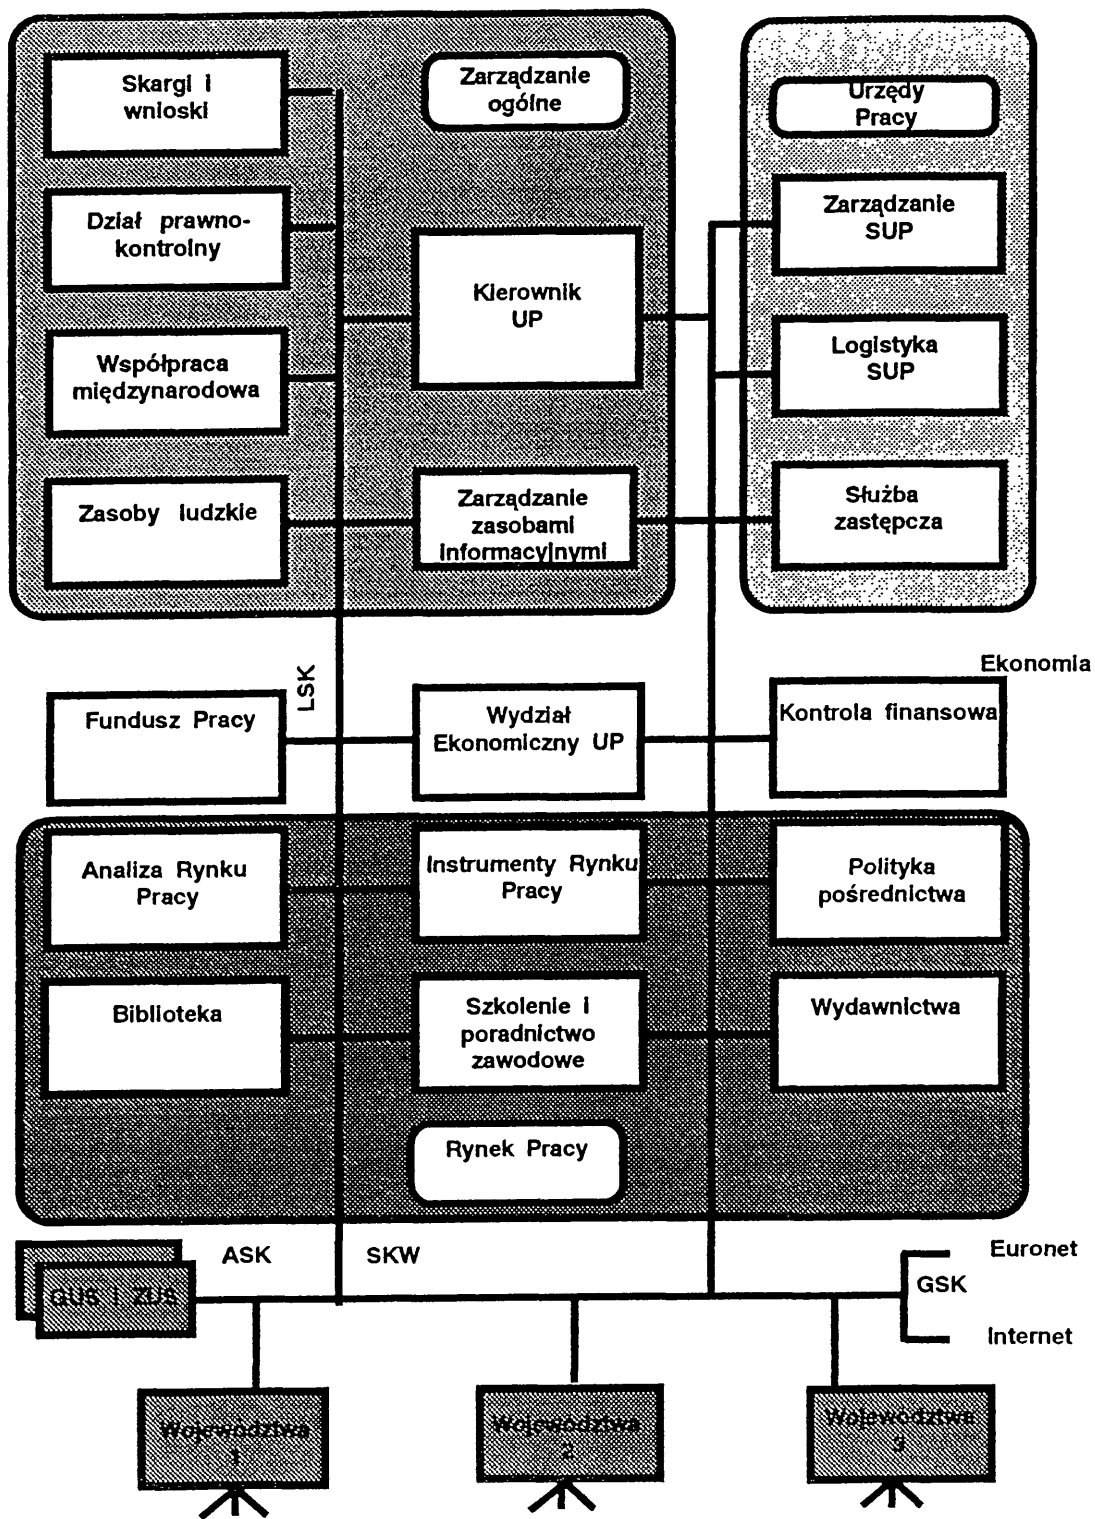 Skargi i
wnioski
Zarządzanie
ogólne
Urzędy
Pracy
Dział prawno-
kontrolny
Zarządzanie
SUP
Kierownik
UP
Współpraca
międzynarodowa
Logistyka
SUP
Zasoby ludzkie
Zarządzanie
zasobami
informacyjnymi
Służba
zastępcza
LSK
Ekonomia
Fundusz Pracy
Wydział
Ekonomiczny UP
Kontrola finansowa
Analiza Rynku
Pracy
Instrumenty Rynku
Pracy
Polityka
pośrednictwa
Biblioteka
Szkolenie i
poradnictwo
zawodowe
Wydawnictwa
Rynek Pracy
ASK
SKW
Euronet
GUS i ZUS
GSK
Internet
Województwa
1
Województwa
2
Województwa
3